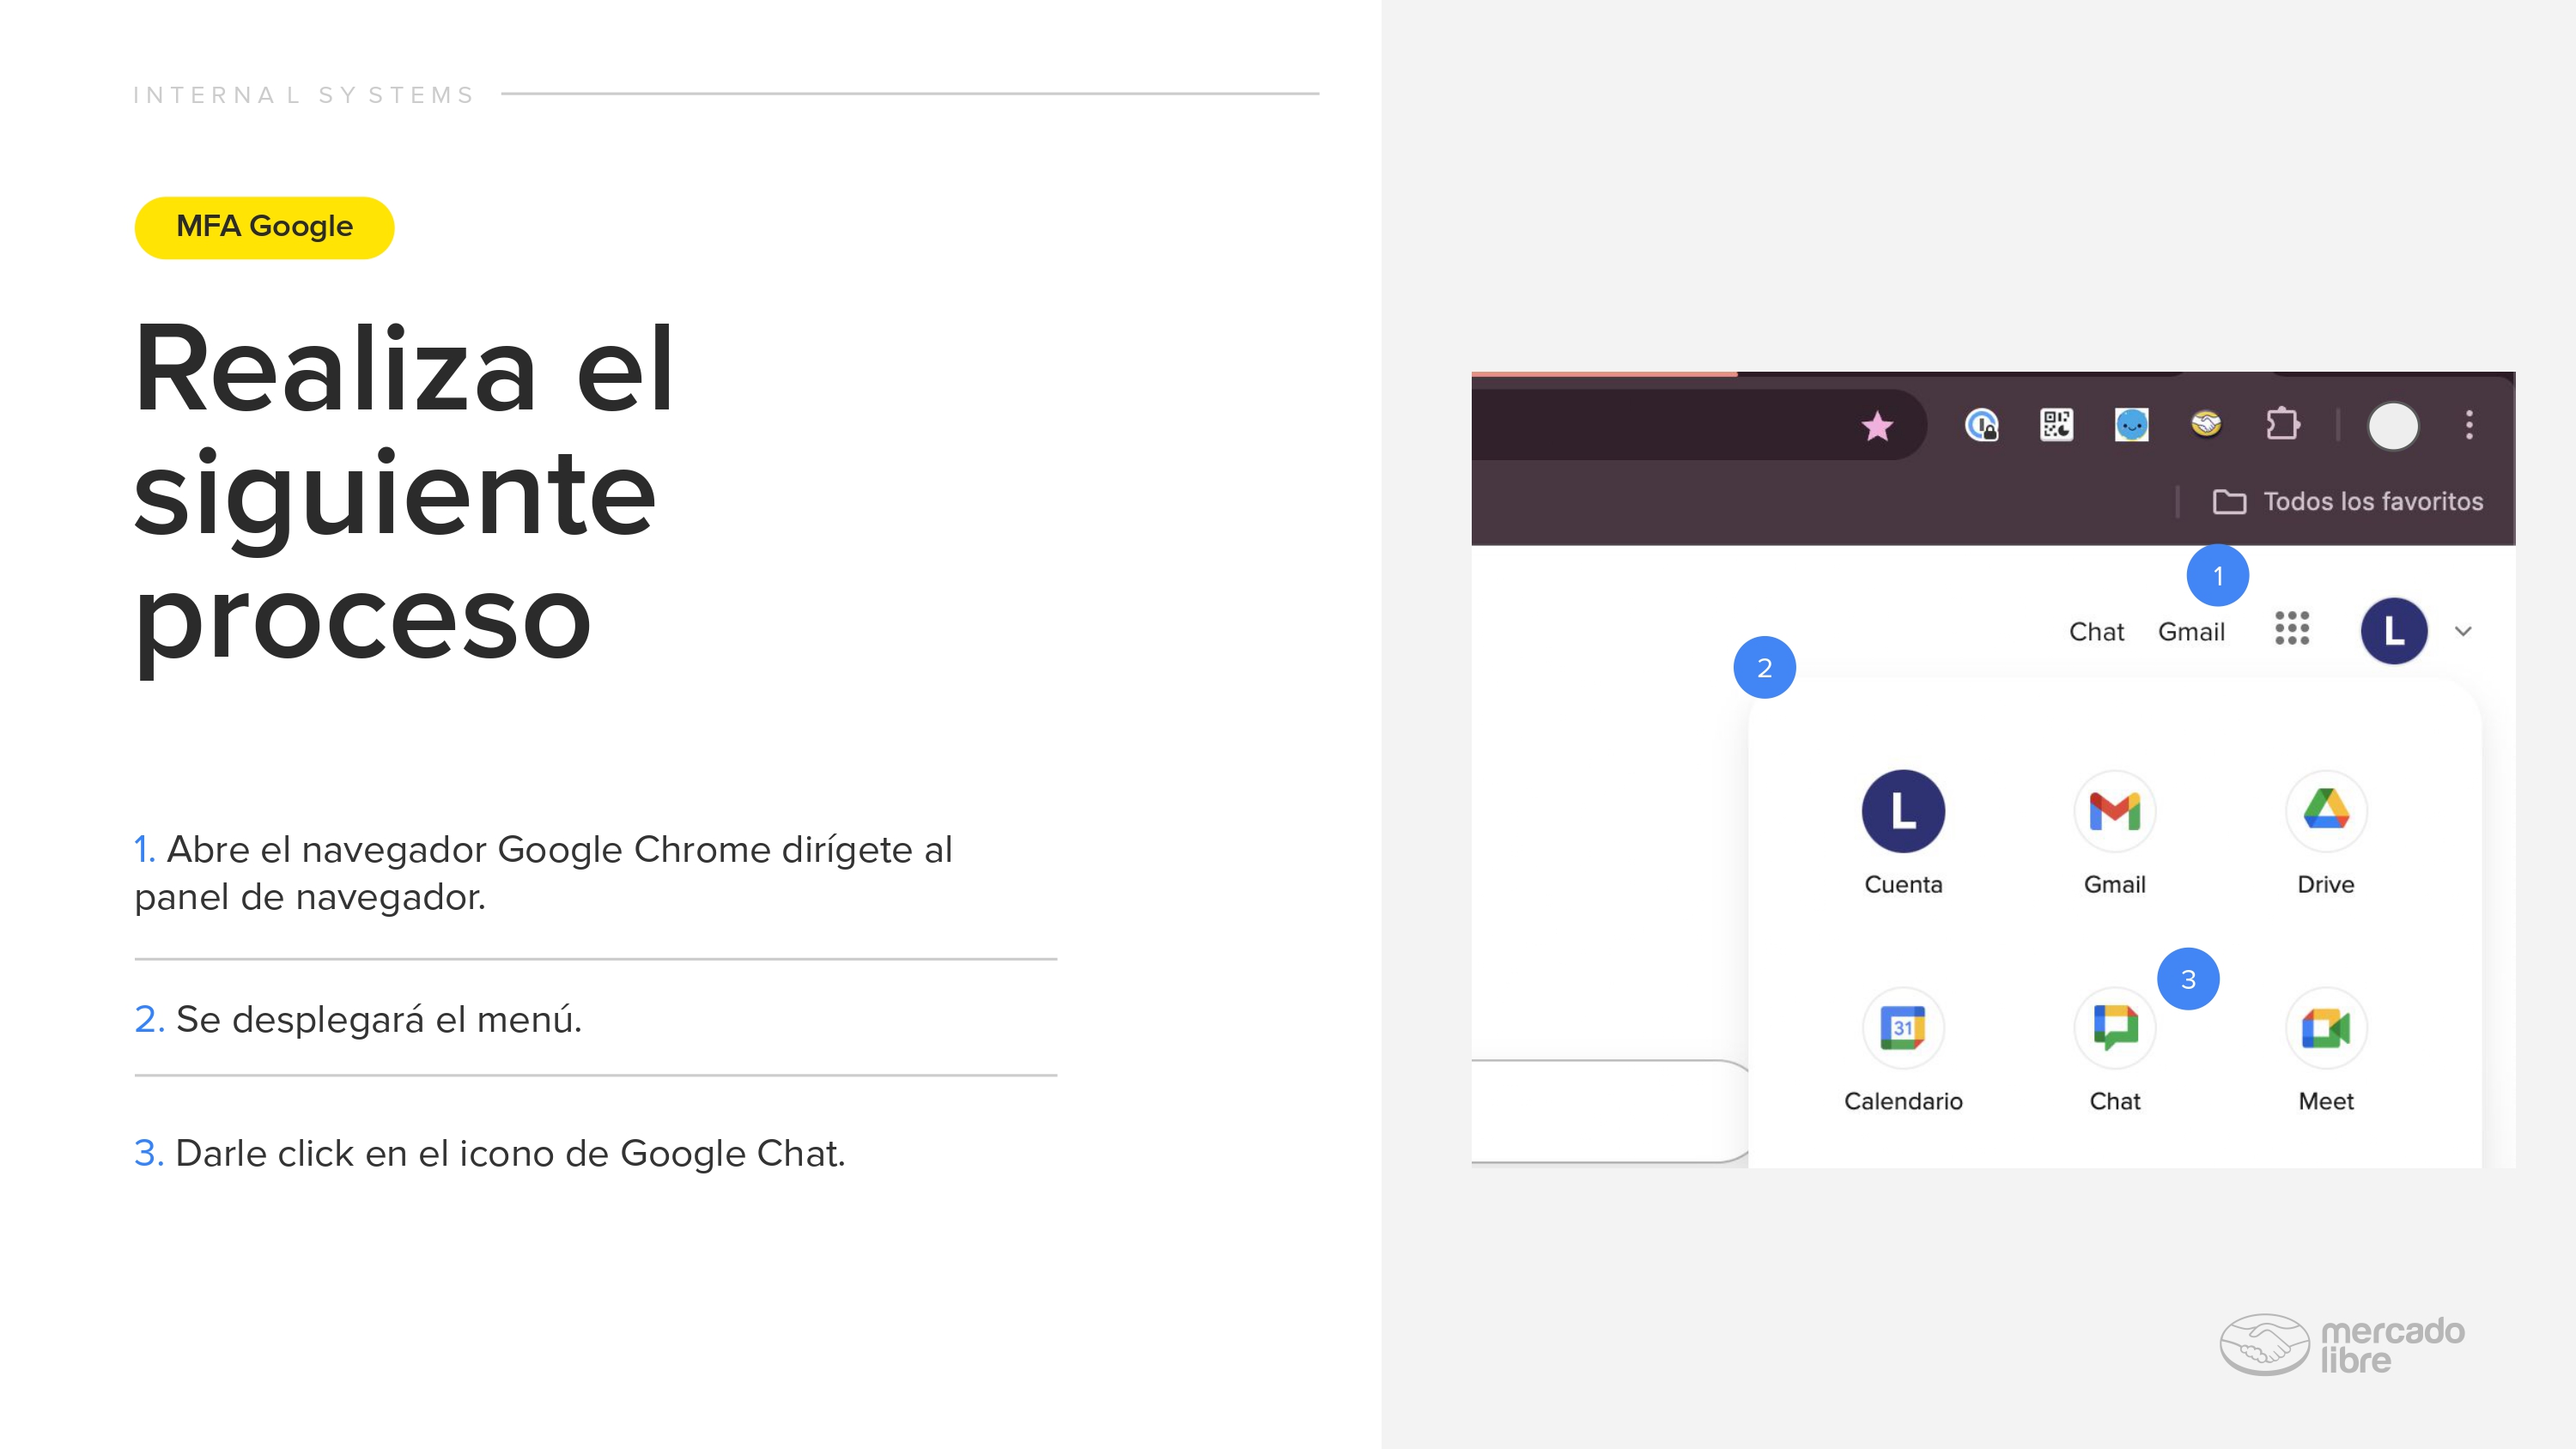 INTERNAL SYSTEMS
MFA Google
Realiza el
siguiente
proceso
1. Abre el navegador Google Chrome dirígete al
panel de navegador.
2. Se desplegará el menú.
3. Darle click en el icono de Google Chat.
Todos los favoritos
1
Chat Gmail L
2
L
Cuenta Gmail Drive
3
31
Calendario Chat Meet
mercado
libre